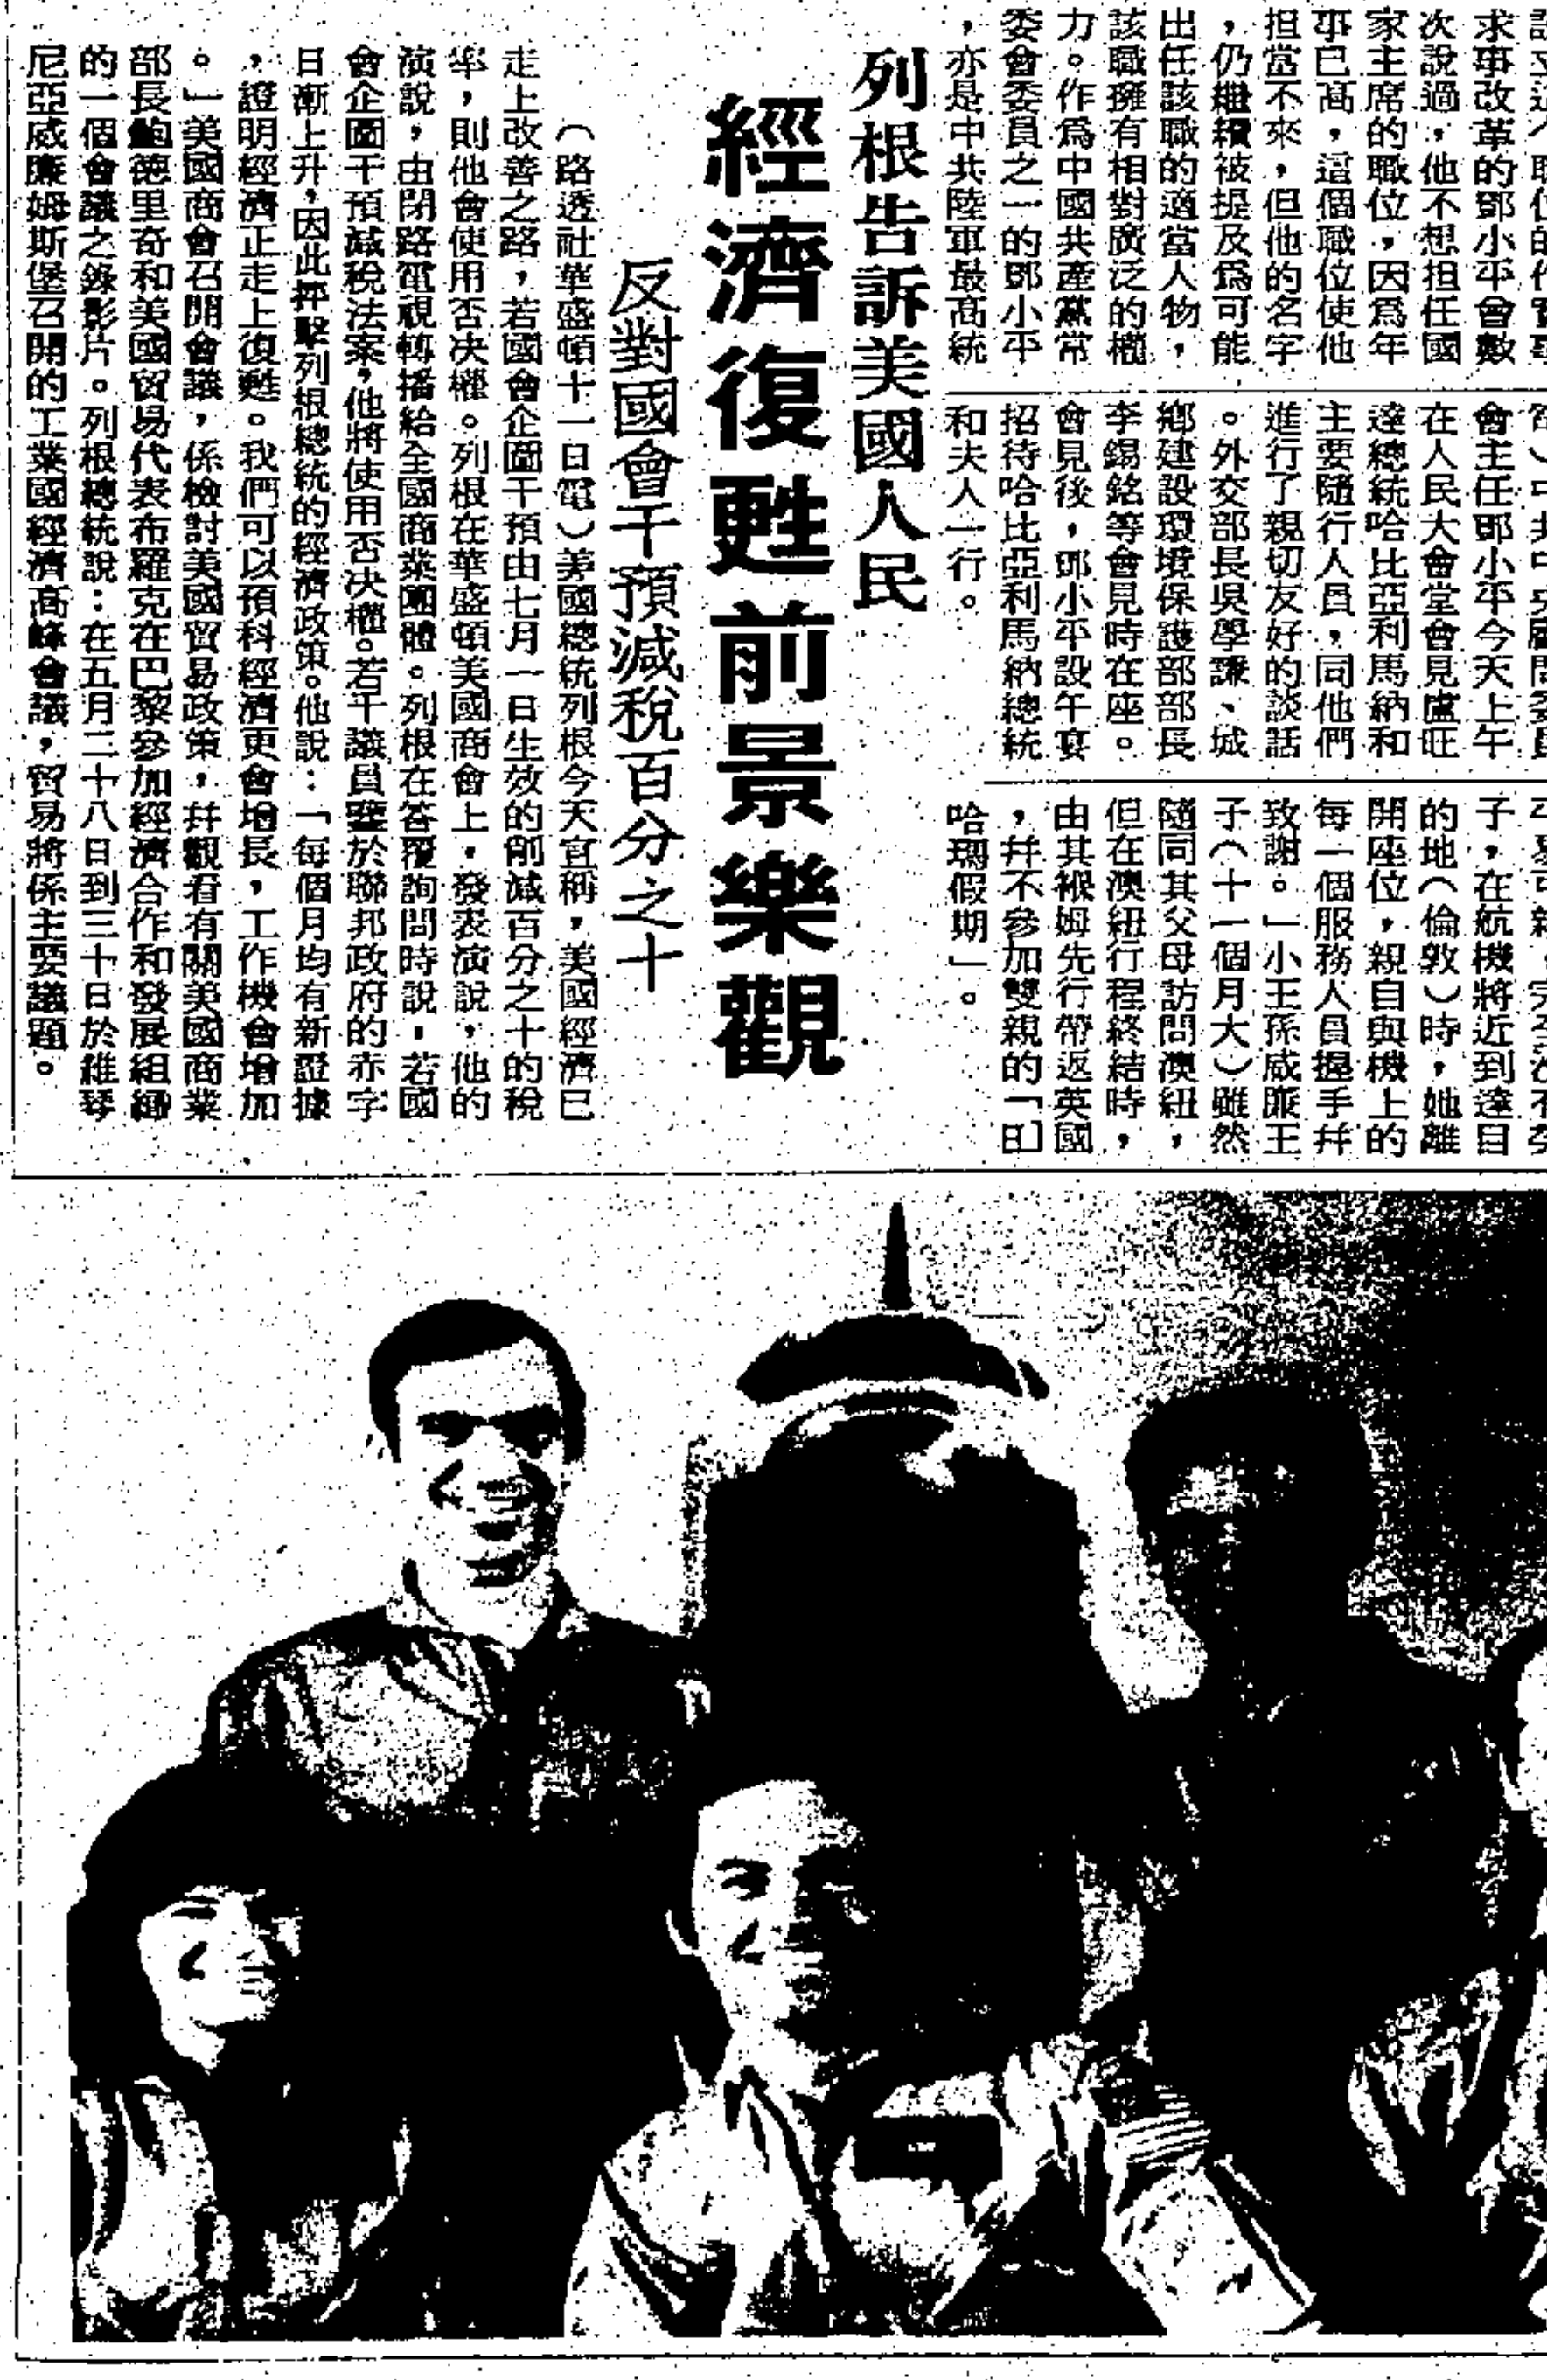 求事改革的鄧小平會數
次說過，他不想担任國
家主席的職位，因爲年
事已高，這個職位使他
担當不來，但他的名字
，仍繼續被提及爲可能
出任該職的適當人物，
該職擁有相對廣泛的權
力。作爲中國共產黨常
委會委員之一的鄧小平
，亦是中共陸軍最高統
會主任鄧小平今天上午
在人民大會堂會見盧旺
達總統哈比亞利馬納和
主要隨行人員，同他們
進行了親切友好的談話
。外交部長吳學謙、城
鄉建設環境保護部部長
李錫銘等會見時在座。
會見後，鄧小平設午宴
招待哈比亞利馬納總統
和夫人一行。
子，在航機將近到達目
的地（倫敦）時，她離
開座位，親自與機上的
每一個服務人員握手幷
致謝。」小王孫威廉王
子（十一個月大）雖然
隨同其父母訪問澳紐，
但在澳紐行程終結時，
由其褓姆先行帶返英國
，幷不參加雙親的「巴
哈瑪假期」。
列根告訴美國人民
經濟復甦前景樂觀
反對國會干預減稅百分之十
（路透社華盛頓十一日電）美國總統列根今天宣稱，美國經濟已
走上改善之路，若國會企圖干預由七月一日生效的削減百分之十的稅
率，則他會使用否决權。列根在華盛頓美國商會上，發表演說，他的
演說，由閉路電視轉播給全國商業團體。列根在答覆詢問時說，若國
會企圖干預減稅法案，他將使用否决權。若干議員鑒於聯邦政府的赤字
日漸上升，因此抨擊列根總統的經濟政策。他說：「每個月均有新證據
，證明經濟正走上復甦。我們可以預科經濟更會增長，工作機會增加
。」美國商會召開會議，係檢討美國貿易政策，幷觀看有關美國商業
部長鮑德里奇和美國貿易代表布羅克在巴黎參加經濟合作和發展組織
的一個會議之錄影片。列根總統說：在五月二十八日到三十日於維琴
尼亞威廉姆斯堡召開的工業國經濟高峰會議，貿易將係主要議題。